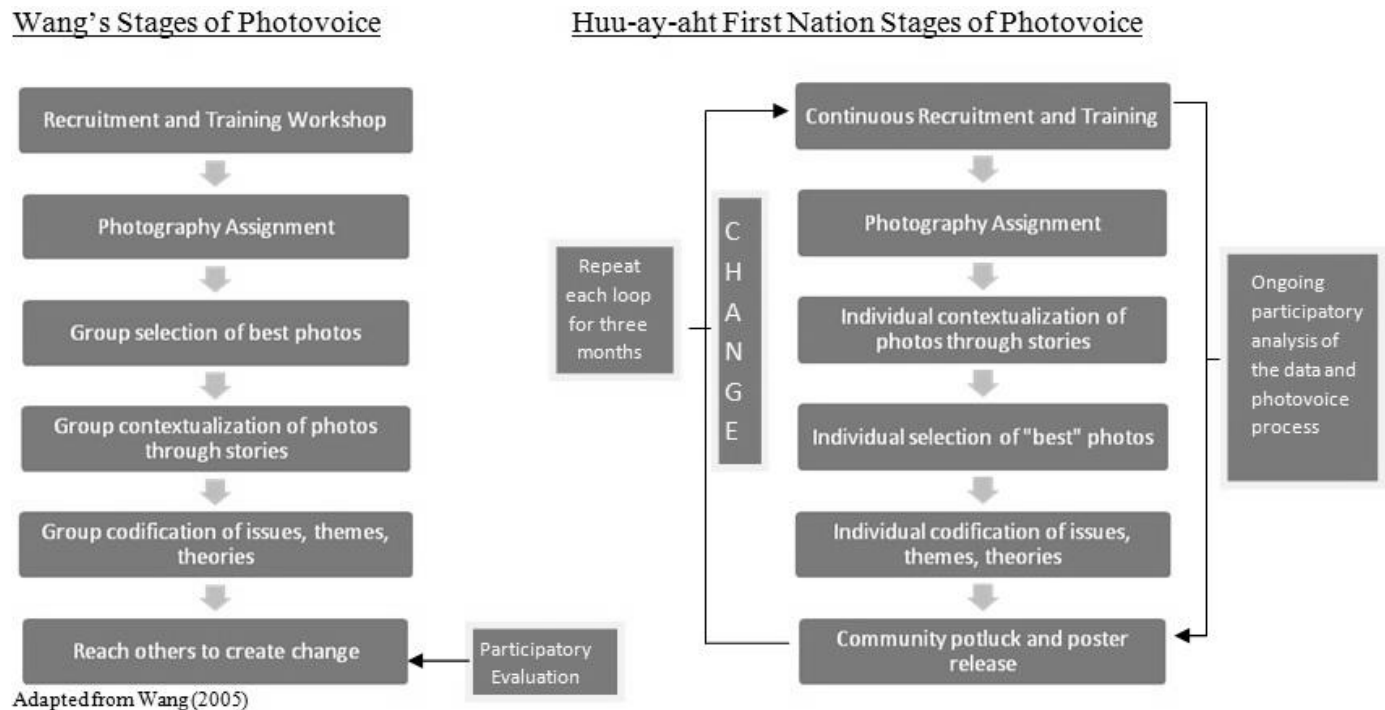 Wang's Stages of Photovoice
Recruitment and Training Workshop
Photography Assignment
Group selection of best photos
Group contextualization of photos
through stories
Group codification of issues, themes,
theories
Reach others to create change
Participatory
Evaluation
Adapted from Wang (2005)
Huu-ay-aht First Nation Stages of Photovoice
Continuous Recruitment and Training
Photography Assignment
Individual contextualization of
photos through stories
Individual selection of "best" photos
Individual codification of issues,
themes, theories
Community potluck and poster
release
Repeat
each loop
for three
months
C
H
A
N
G
E
Ongoing
participatory
analysis of
the data and
photovoice
process